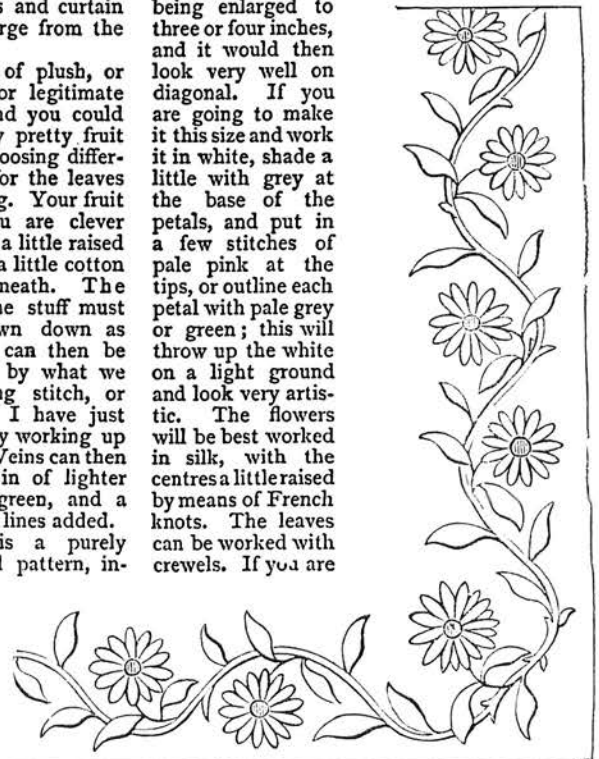 s and curtain
rge from the
of plush, or
or legitimate
nd you could
y pretty fruit
oosing differ-
or the leaves
g. Your fruit
u are clever
a little raised
a little cotton
neath. The
ne stuff must
wn down as
can then be
by what we
ng stitch, or
I have just
y working up
Veins can then
in of lighter
green, and a
lines added.
is a purely
l pattern, in-
being enlarged to
three or four inches,
and it would then
look very well on
diagonal. If you
are going to make
it this size and work
it in white, shade a
little with grey at
the base of the
petals, and put in
a few stitches of
pale pink at the
tips, or outline each
petal with pale grey
or green; this will
throw up the white
on a light ground
and look very artis-
tic. The flowers
will be best worked
in silk, with the
centres a little raised
by means of French
knots. The leaves
can be worked with
crewels. If you are